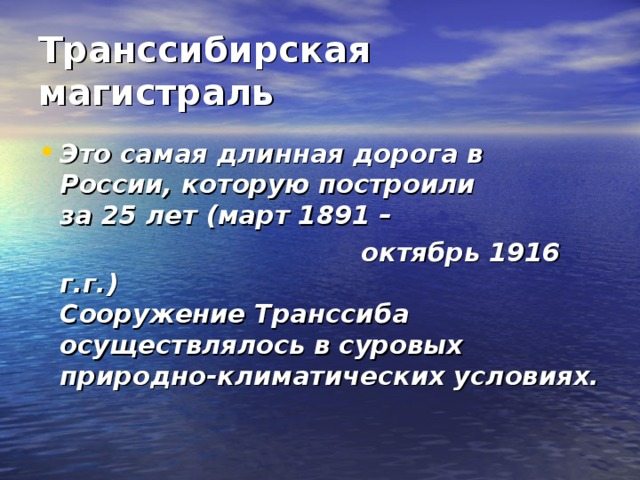 Транссибирская
магистраль
Это самая длинная дорога в
России, которую построили
за 25 лет (март 1891 –
октябрь 1916
г.г.)
Сооружение Транссиба
осуществлялось в суровых
природно-климатических условиях.